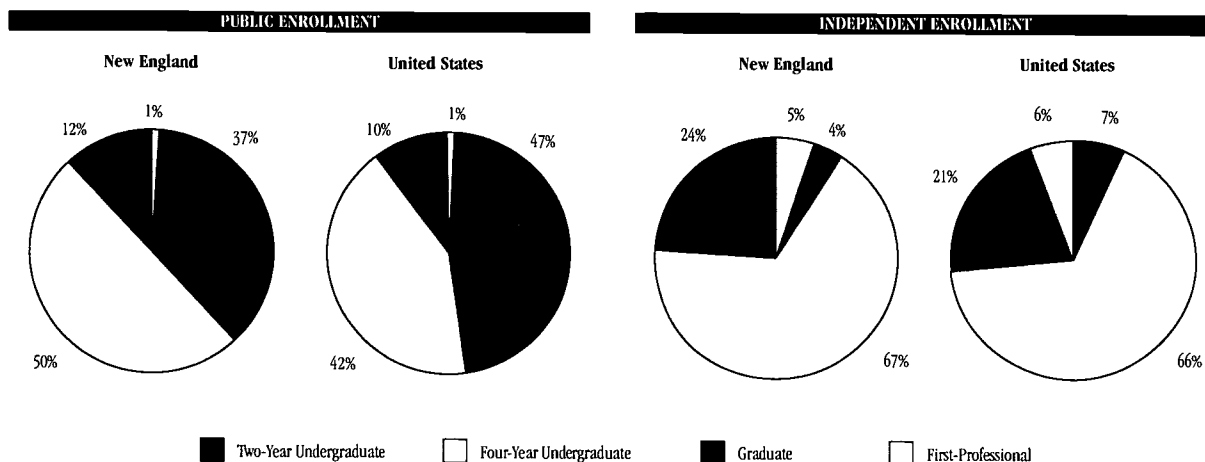 PUBLIC ENROLLMENT
New England
United States
1%
12%
37%
50%
1%
10%
47%
42%
INDEPENDENT ENROLLMENT
New England
United States
5%
4%
24%
67%
6%
7%
21%
66%
Two-Year Undergraduate
Four-Year Undergraduate
Graduate
First-Professional